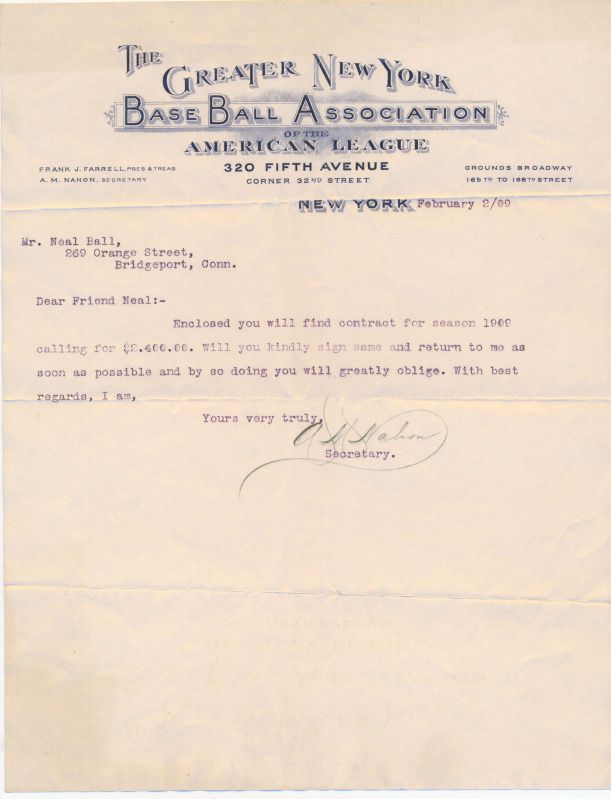 THE
GREATER NEW YORK
BASE BALL ASSOCIATION
OF THE
AMERICAN LEAGUE
FRANK J. FARRELL, PRES & TREAS
A. M. NAHON, SECRETARY
320 FIFTH AVENUE
CORNER 32ND STREET
GROUNDS BROADWAY
165TH TO 168TH STREET
NEW YORK February 2/09
Mr. Neal Ball,
269 Orange Street,
Bridgeport, Conn.
Dear Friend Neal:-
Enclosed you will find contract for season 1909
calling for $2.400.00. Will you kindly sign same and return to me as
soon as possible and by so doing you will greatly oblige. With best
regards, I am,
Yours very truly,
A M Nahon
Secretary.